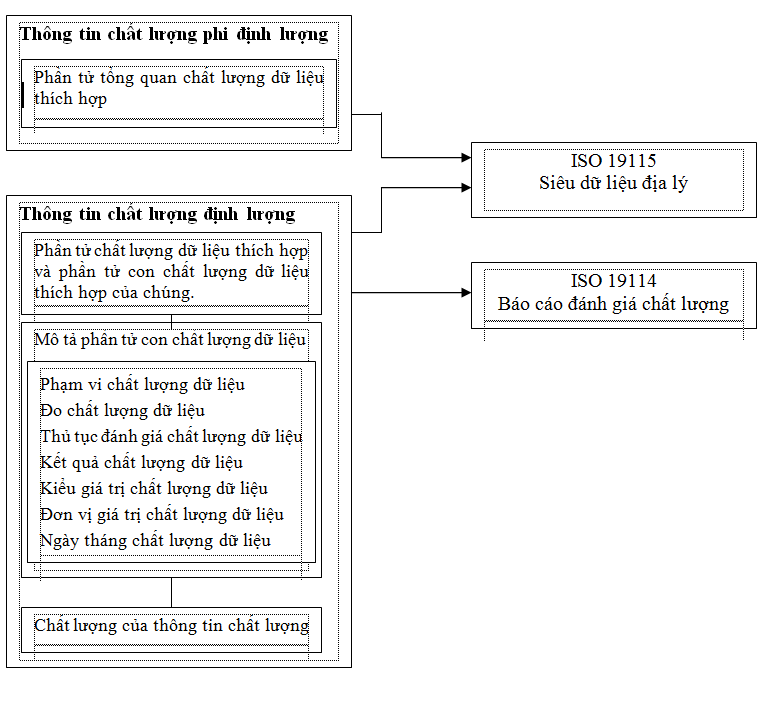 Thông tin chất lượng phi định lượng
Phần tử tổng quan chất lượng dữ liệu
thích hợp
ISO 19115
Siêu dữ liệu địa lý
Thông tin chất lượng định lượng
Phần tử chất lượng dữ liệu thích hợp
và phần tử con chất lượng dữ liệu
thích hợp của chúng.
ISO 19114
Báo cáo đánh giá chất lượng
Mô tả phần tử con chất lượng dữ liệu
Phạm vi chất lượng dữ liệu
Đo chất lượng dữ liệu
Thủ tục đánh giá chất lượng dữ liệu
Kết quả chất lượng dữ liệu
Kiểu giá trị chất lượng dữ liệu
Đơn vị giá trị chất lượng dữ liệu
Ngày tháng chất lượng dữ liệu
Chất lượng của thông tin chất lượng